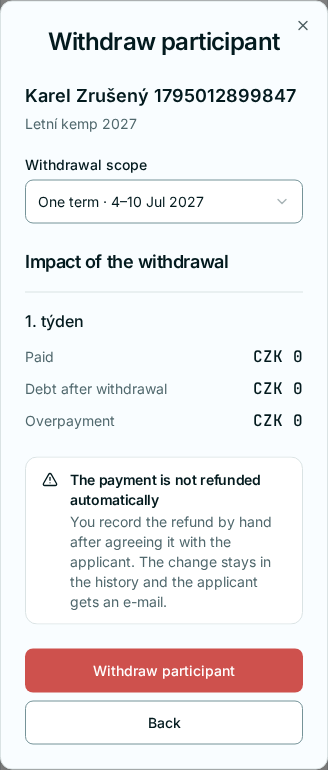 Withdraw participant
Karel Zrušený 1795012899847
Letní kemp 2027
Withdrawal scope
One term · 4–10 Jul 2027
Impact of the withdrawal
1. týden
Paid CZK 0
Debt after withdrawal CZK 0
Overpayment CZK 0
The payment is not refunded
automatically
You record the refund by hand
after agreeing it with the
applicant. The change stays in
the history and the applicant
gets an e-mail.
Withdraw participant
Back